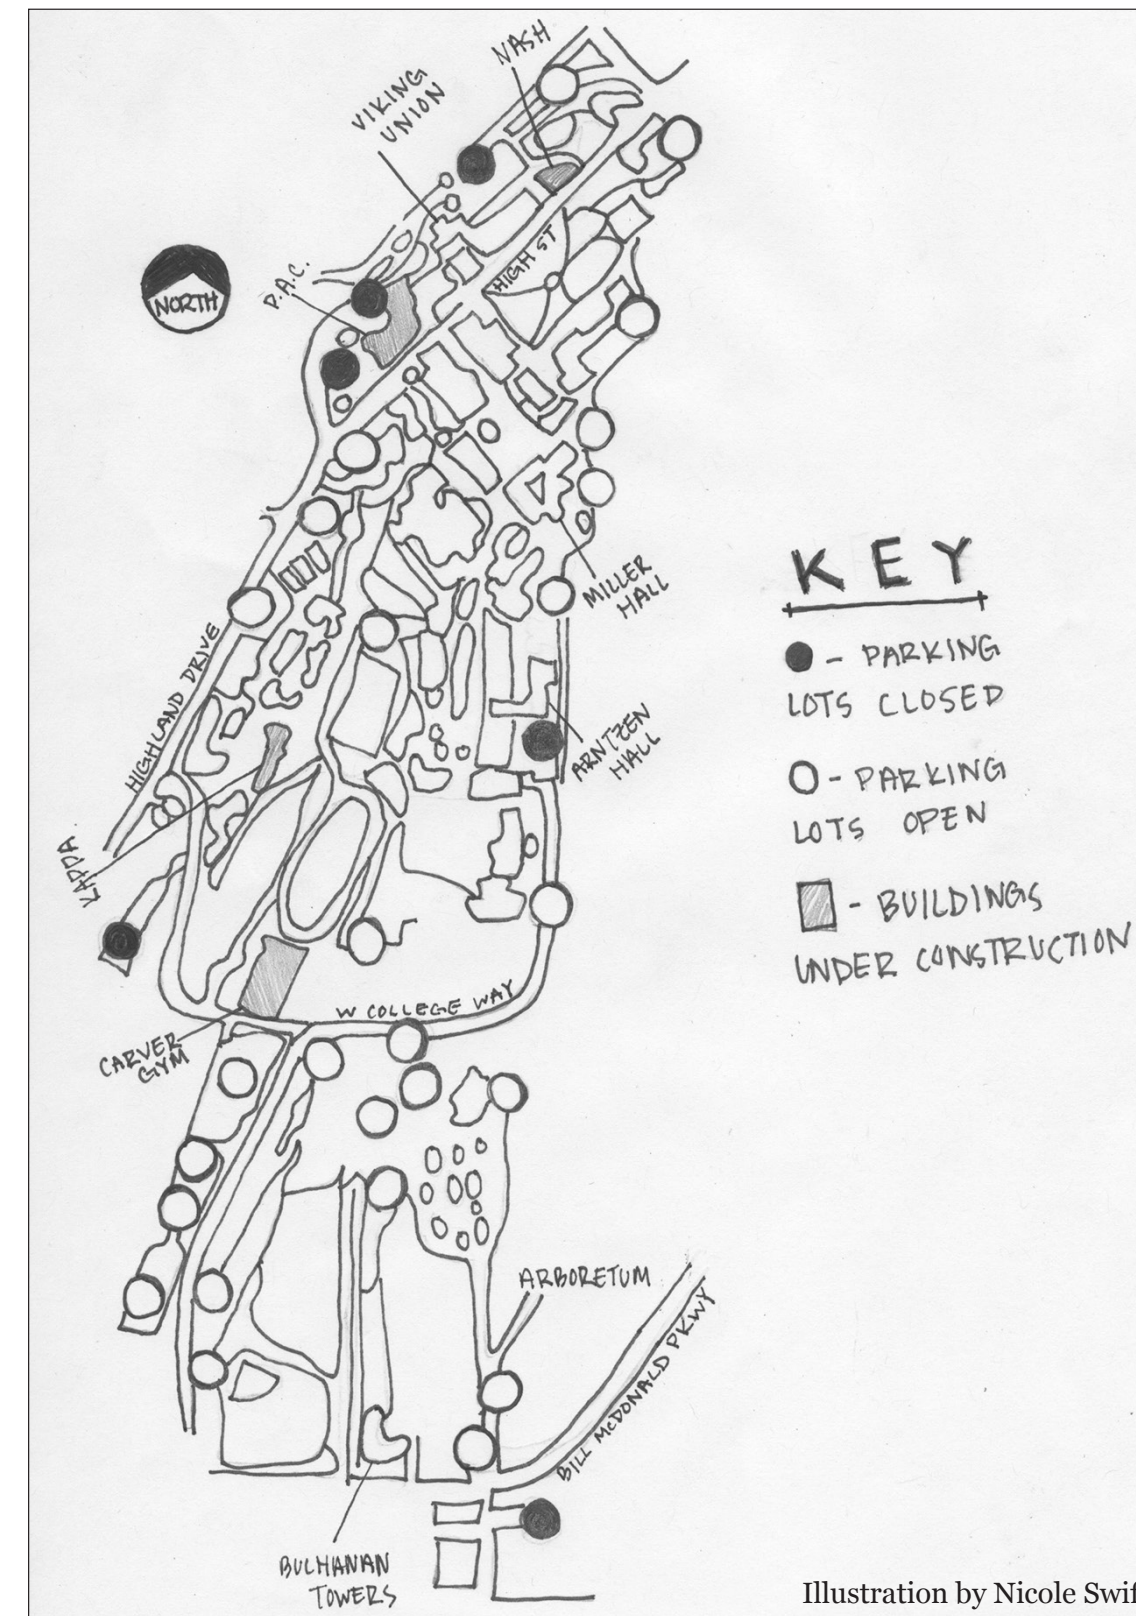 NASH
VIKING
UNION
NORTH
P.A.C.
HIGH ST
MILLER
HALL
KEY
- PARKING
LOTS CLOSED
HIGHLAND DRIVE
ARNTZEN
HALL
- PARKING
LOTS OPEN
KAPPA
- BUILDINGS
UNDER CONSTRUCTION
W COLLEGE WAY
CARVER
GYM
ARBORETUM
BILL McDONALD PKWY
BUCHANAN
TOWERS
Illustration by Nicole Swif